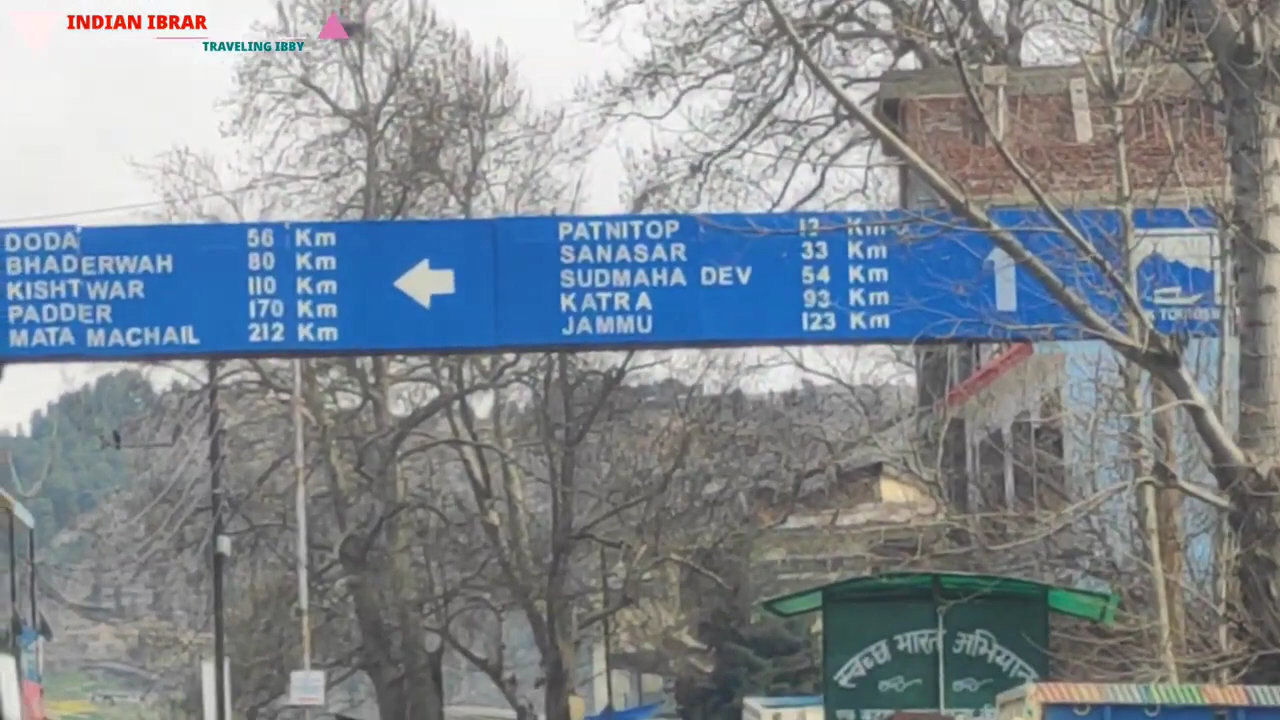 INDIAN IBRAR
TRAVELING IBBY
DODA 56 Km
BHADERWAH 80 Km
KISHTWAR 110 Km
PADDER 170 Km
MATA MACHAIL 212 Km
PATNITOP Km
SANASAR 33 Km
SUDMAHA DEV 54 Km
KATRA 93 Km
JAMMU 123 Km
स्वच्छ भारत अभियान